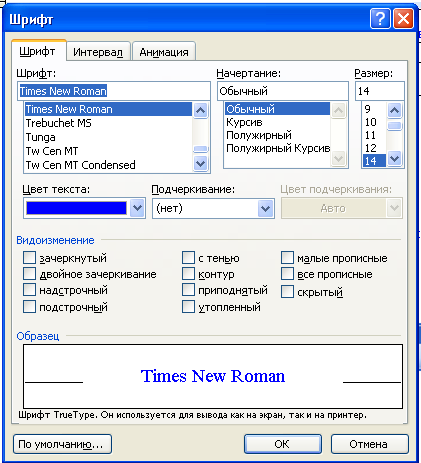 Шрифт
Шрифт Интервал Анимация
Шрифт: Начертание: Размер:
Times New Roman Обычный 14
Times New Roman Обычный 9
Trebuchet MS Курсив 10
Tunga Полужирный 11
Tw Cen MT Полужирный Курсив 12
Tw Cen MT Condensed 14
Цвет текста: Подчеркивание: Цвет подчеркивания:
(нет) Авто
Видоизменение
зачеркнутый с тенью малые прописные
двойное зачеркивание контур все прописные
надстрочный приподнятый скрытый
подстрочный утопленный
Образец
Times New Roman
Шрифт TrueType. Он используется для вывода как на экран, так и на принтер.
По умолчанию... ОК Отмена